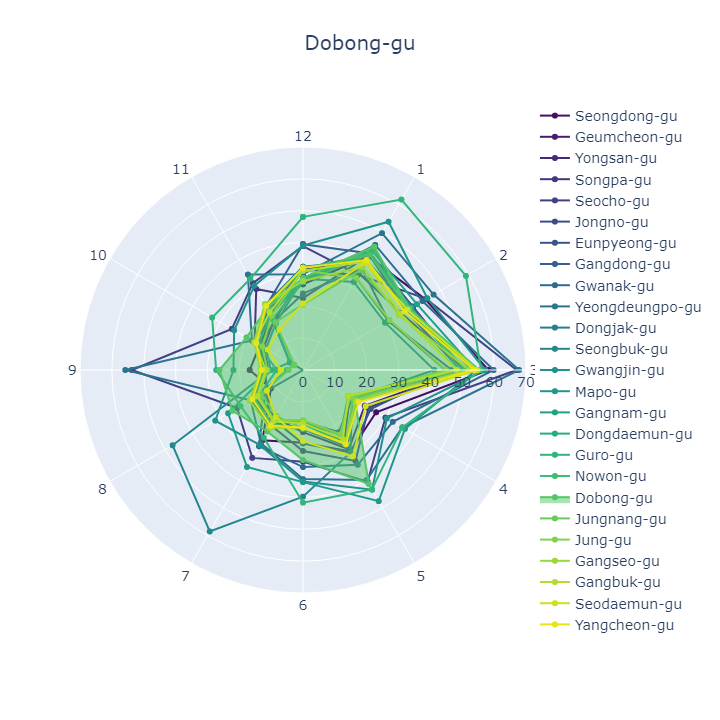 Dobong-gu
12
11
1
10
2
9
0
10
20
30
40
50
60
70
3
8
4
7
5
6
Seongdong-gu
Geumcheon-gu
Yongsan-gu
Songpa-gu
Seocho-gu
Jongno-gu
Eunpyeong-gu
Gangdong-gu
Gwanak-gu
Yeongdeungpo-gu
Dongjak-gu
Seongbuk-gu
Gwangjin-gu
Mapo-gu
Gangnam-gu
Dongdaemun-gu
Guro-gu
Nowon-gu
Dobong-gu
Jungnang-gu
Jung-gu
Gangseo-gu
Gangbuk-gu
Seodaemun-gu
Yangcheon-gu